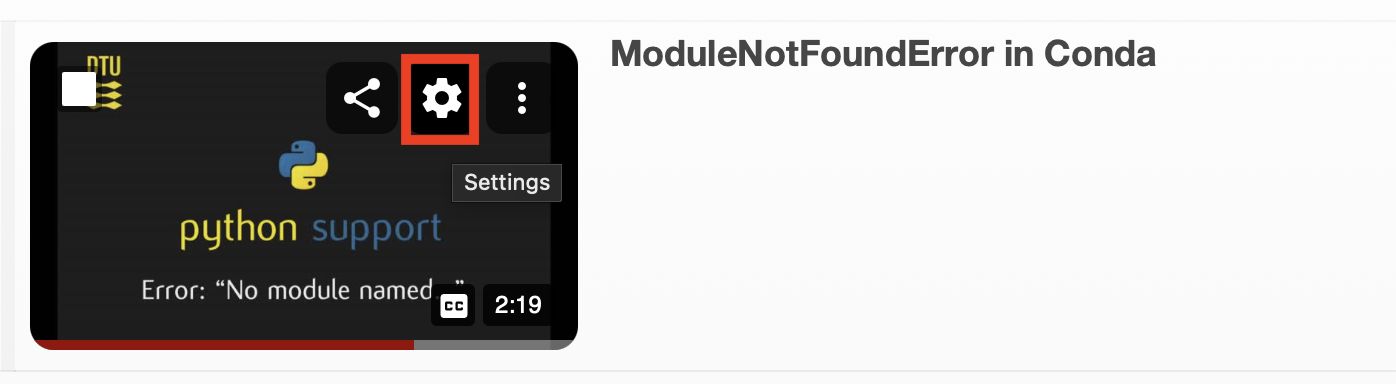 ModuleNotFoundError in Conda
DTU
Settings
python support
Error: “No module named...”
CC
2:19